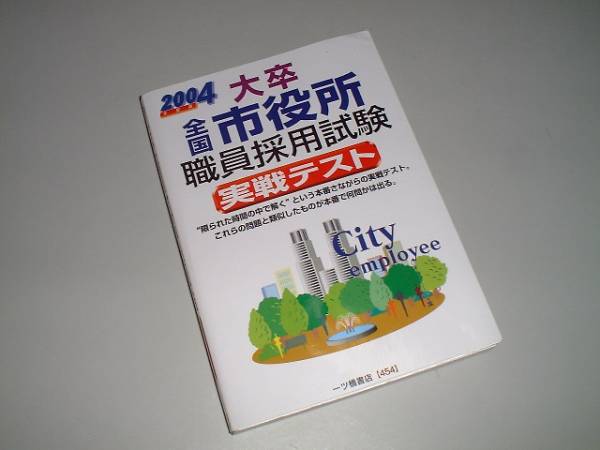 2004
大卒
全国
市役所
職員採用試験
実戦テスト
"限られた時間の中で解く"という本番さながらの実戦テスト。
これらの問題と類似したものが本番で何問かは出る。
City
employee
一ツ橋書店【454】